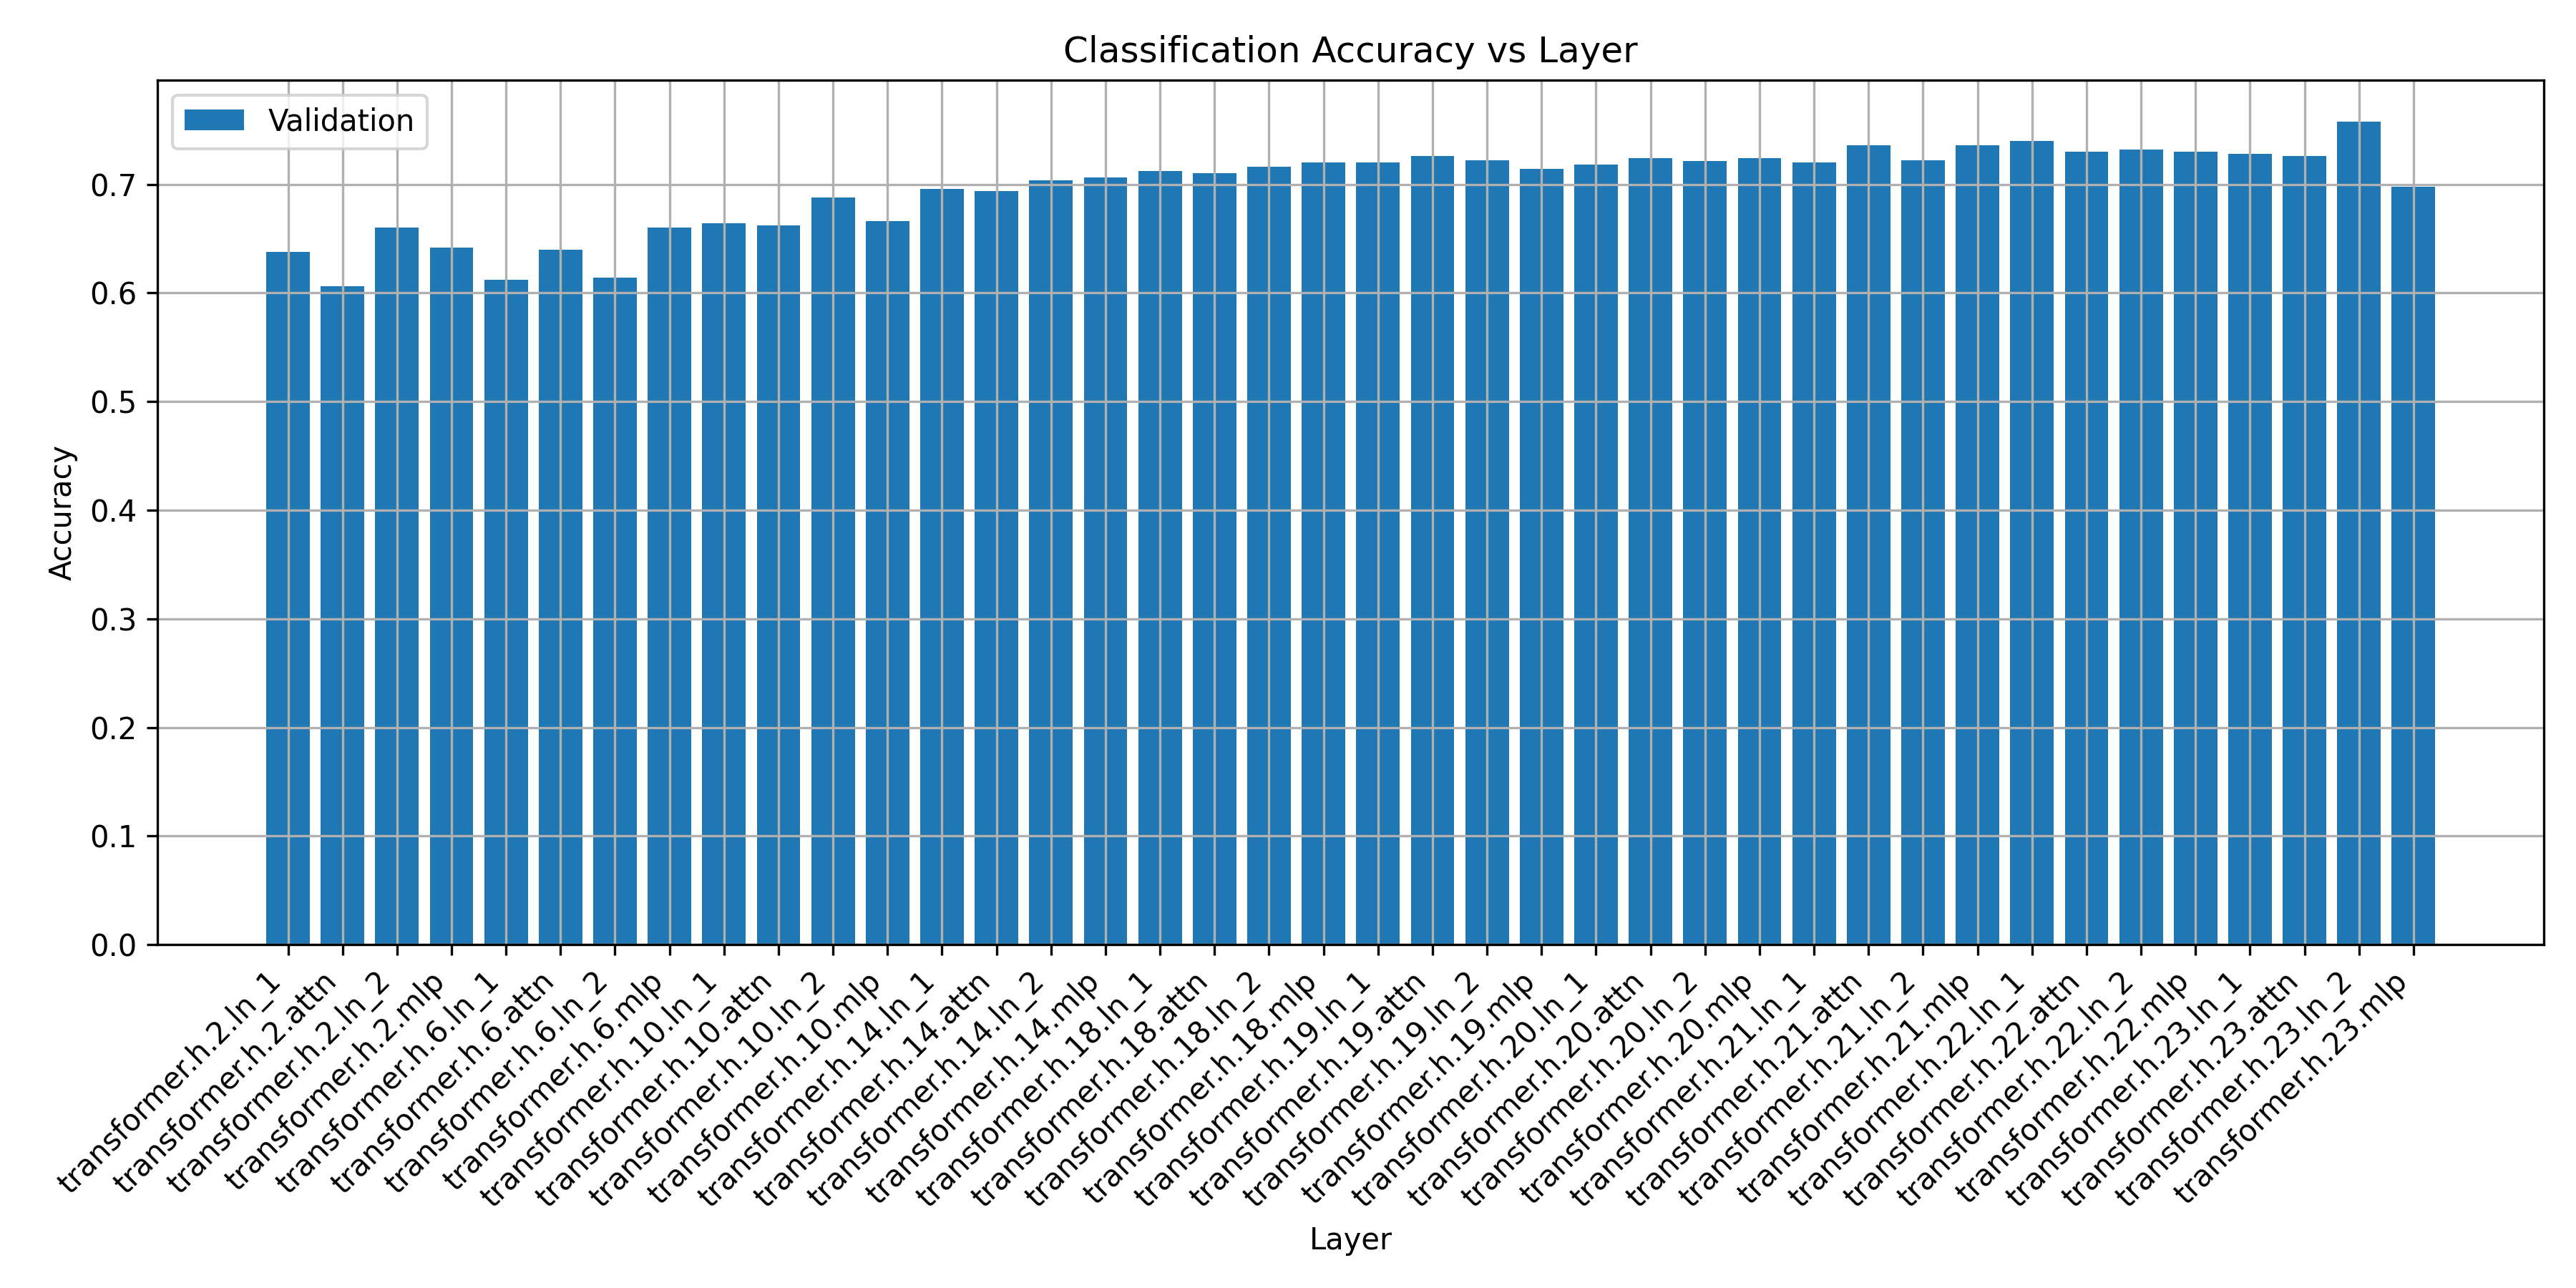 Classification Accuracy vs Layer
Validation
0.7
0.6
0.5
0.4
0.3
0.2
0.1
0.0
Accuracy
transformer.h.2.ln_1
transformer.h.2.attn
transformer.h.2.ln_2
transformer.h.2.mlp
transformer.h.6.ln_1
transformer.h.6.attn
transformer.h.6.ln_2
transformer.h.6.mlp
transformer.h.10.ln_1
transformer.h.10.attn
transformer.h.10.ln_2
transformer.h.10.mlp
transformer.h.14.ln_1
transformer.h.14.attn
transformer.h.14.ln_2
transformer.h.14.mlp
transformer.h.18.ln_1
transformer.h.18.attn
transformer.h.18.ln_2
transformer.h.18.mlp
transformer.h.19.ln_1
transformer.h.19.attn
transformer.h.19.ln_2
transformer.h.19.mlp
transformer.h.20.ln_1
transformer.h.20.attn
transformer.h.20.ln_2
transformer.h.20.mlp
transformer.h.21.ln_1
transformer.h.21.attn
transformer.h.21.ln_2
transformer.h.21.mlp
transformer.h.22.ln_1
transformer.h.22.attn
transformer.h.22.ln_2
transformer.h.22.mlp
transformer.h.23.ln_1
transformer.h.23.attn
transformer.h.23.ln_2
transformer.h.23.mlp
Layer